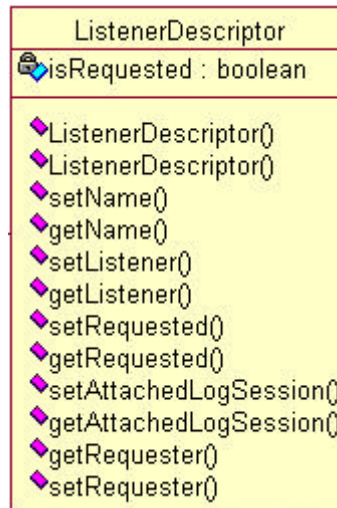 ListenerDescriptor
isRequested : boolean
ListenerDescriptor()
ListenerDescriptor()
setName()
getName()
setListener()
getListener()
setRequested()
getRequested()
setAttachedLogSession()
getAttachedLogSession()
getRequester()
setRequester()